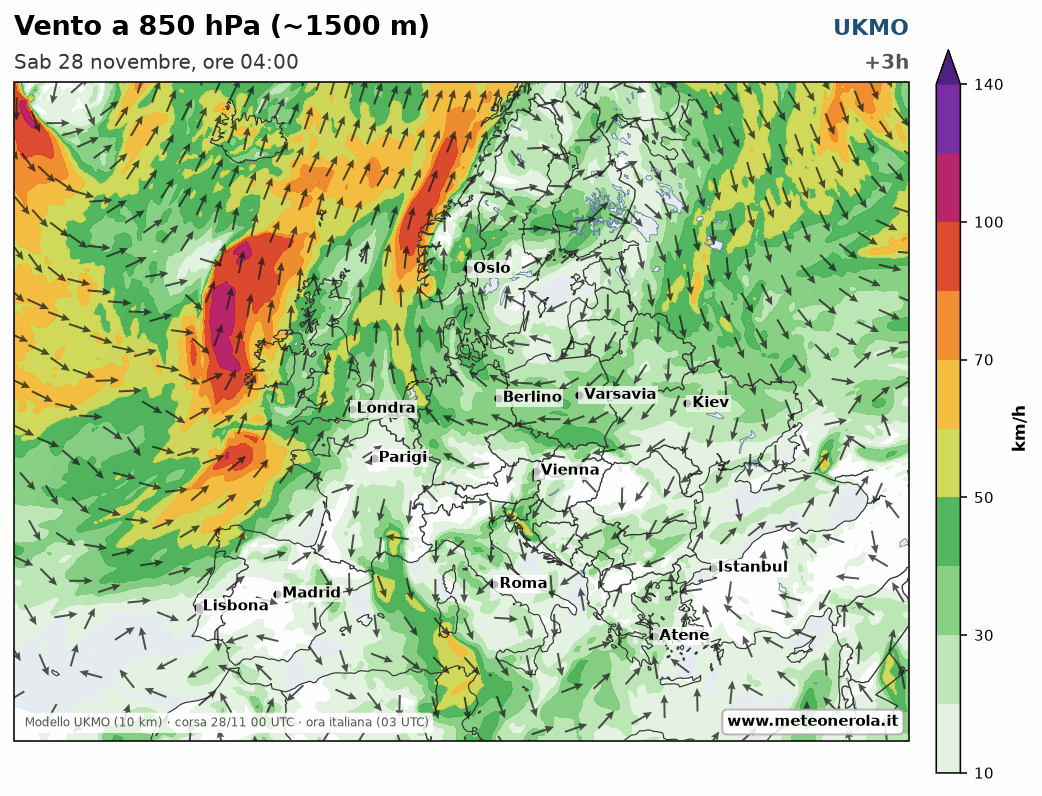 Vento a 850 hPa (~1500 m)
UKMO
Sab 28 novembre, ore 04:00
+3h
140
100
70
50
30
10
km/h
Oslo
Londra
Berlino
Varsavia
Kiev
Parigi
Vienna
Istanbul
Roma
Madrid
Lisbona
Atene
Modello UKMO (10 km) · corsa 28/11 00 UTC · ora italiana (03 UTC)
www.meteonerola.it